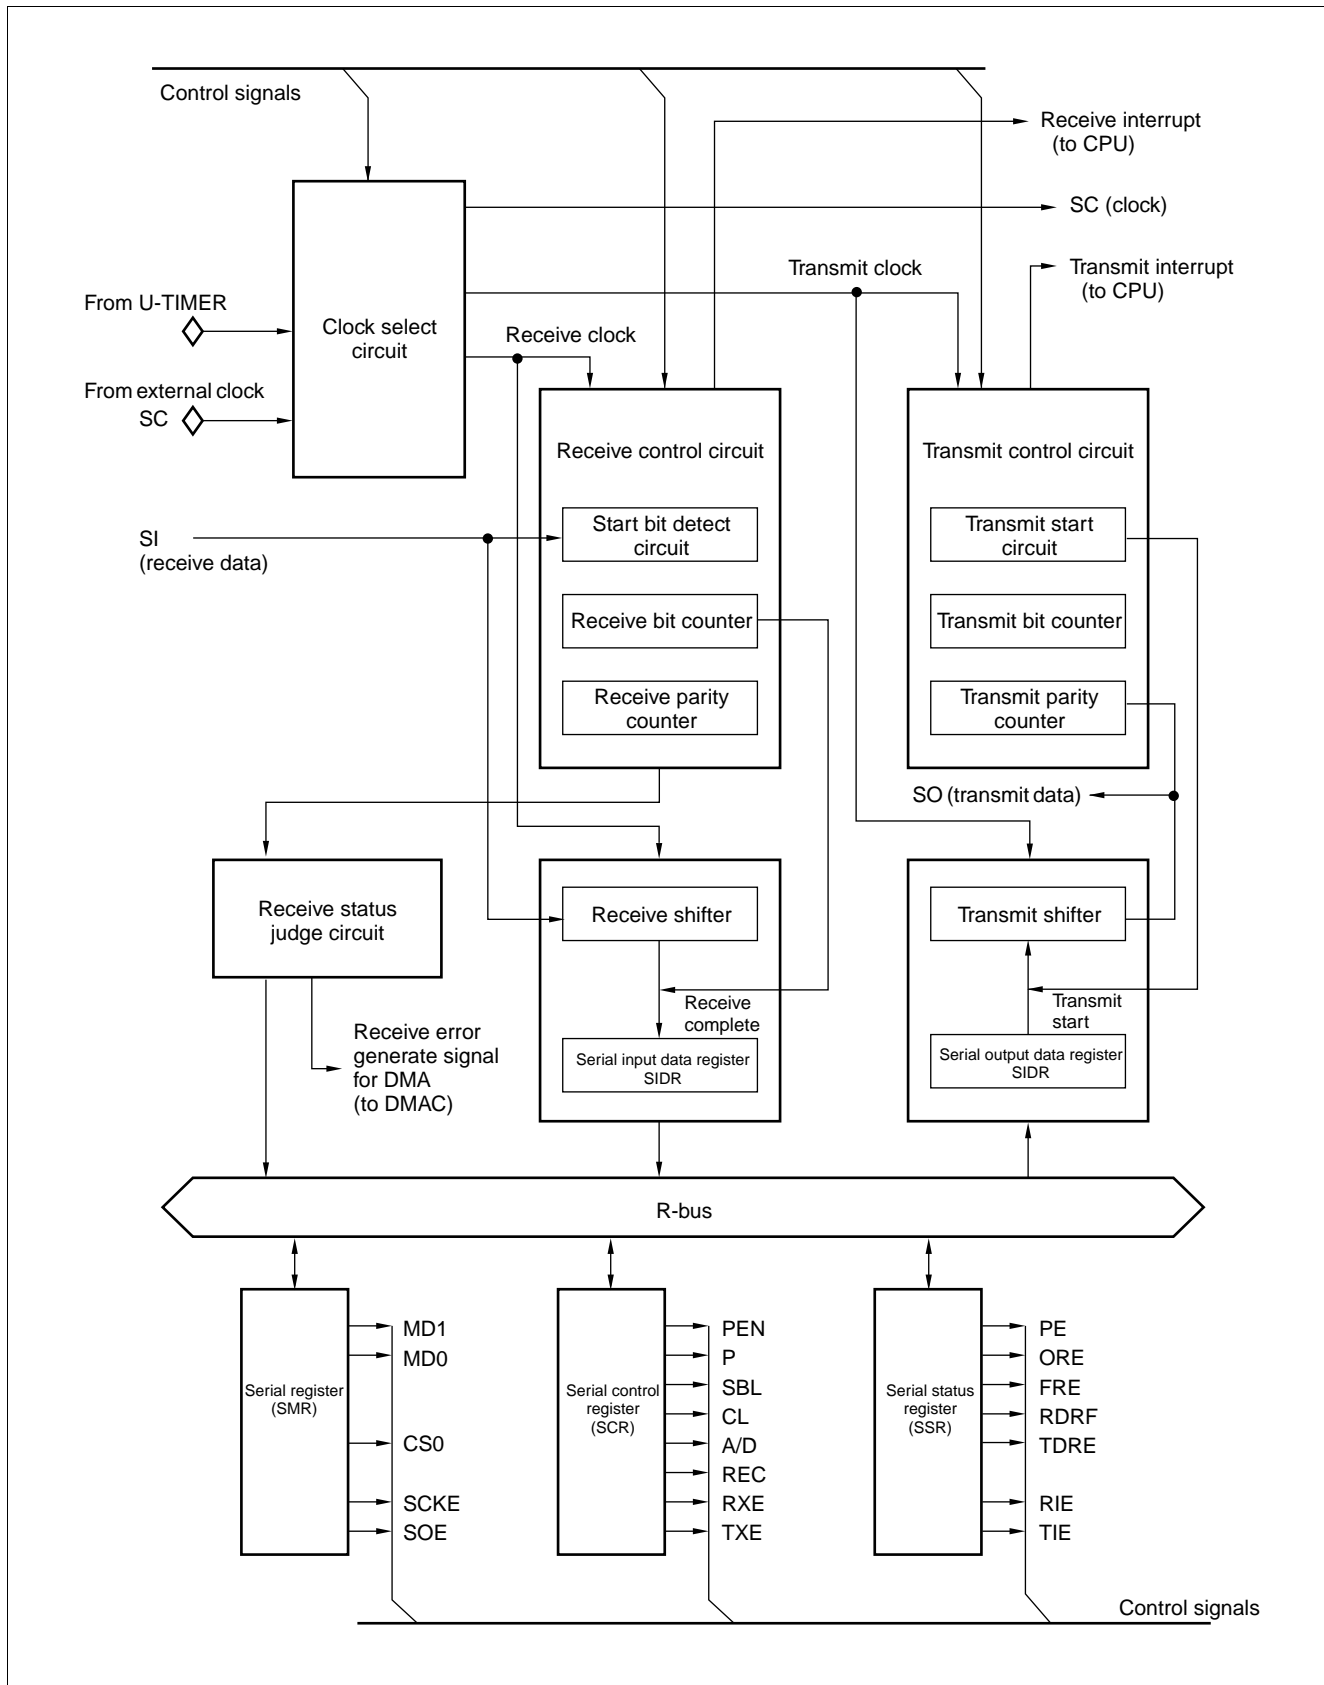 Control signals
Receive interrupt
(to CPU)
SC (clock)
Transmit clock
Transmit interrupt
(to CPU)
From U-TIMER
Clock select
circuit
Receive clock
From external clock
SC
Receive control circuit
Transmit control circuit
SI
(receive data)
Start bit detect
circuit
Transmit start
circuit
Receive bit counter
Transmit bit counter
Receive parity
counter
Transmit parity
counter
SO (transmit data)
Receive status
judge circuit
Receive shifter
Transmit shifter
Receive
complete
Transmit
start
Receive error
generate signal
for DMA
(to DMAC)
Serial input data register
SIDR
Serial output data register
SIDR
R-bus
Serial register
(SMR)
MD1
MD0
CS0
SCKE
SOE
Serial control
register
(SCR)
PEN
P
SBL
CL
A/D
REC
RXE
TXE
Serial status
register
(SSR)
PE
ORE
FRE
RDRF
TDRE
RIE
TIE
Control signals